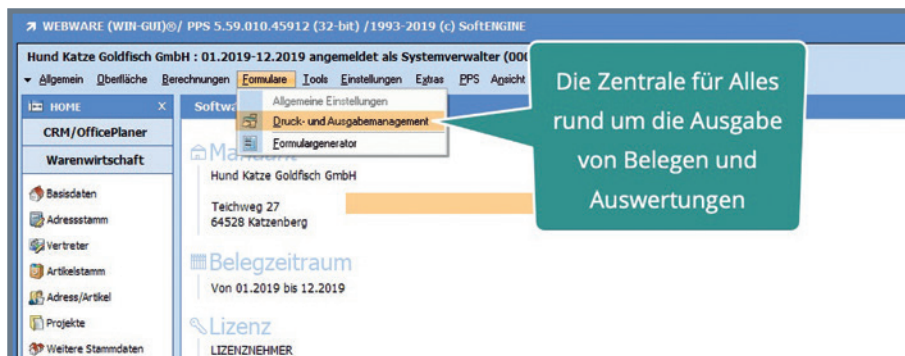 WEBWARE (WIN-GUI)®/ PPS 5.59.010.45912 (32-bit) /1993-2019 (c) SoftENGINE
Hund Katze Goldfisch GmbH : 01.2019-12.2019 angemeldet als Systemverwalter
Allgemein Oberfläche Berechnungen Formulare Tools Einstellungen Extras PPS Ansicht
HOME X
CRM/OfficePlaner
Warenwirtschaft
Basisdaten
Adressstamm
Vertreter
Artikelstamm
Adress/Artikel
Projekte
Weitere Stammdaten
Allgemeine Einstellungen
Druck- und Ausgabemanagement
Formulargenerator
Hund Katze Goldfisch GmbH
Teichweg 27
64528 Katzenberg
Belegzeitraum
Von 01.2019 bis 12.2019
Lizenz
LIZENZNEHMER
Die Zentrale für Alles
rund um die Ausgabe
von Belegen und
Auswertungen